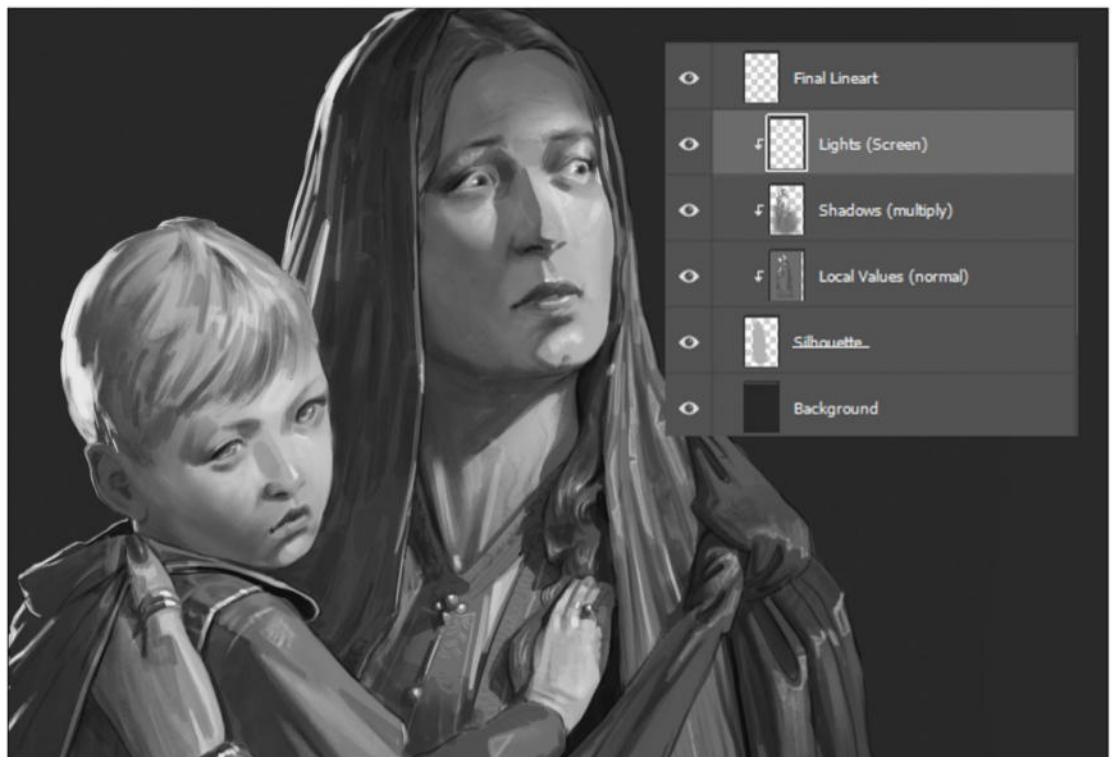 Final Lineart
Lights (Screen)
Shadows (multiply)
Local Values (normal)
Silhouette
Background